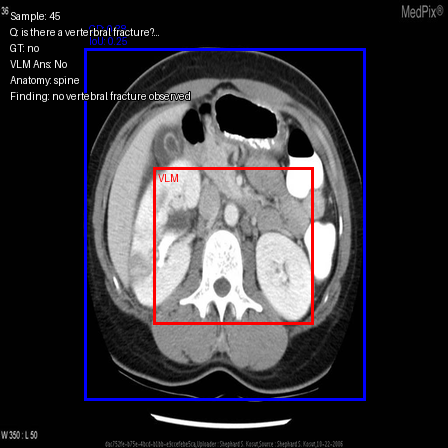 36
MedPix®
Sample: 45
Q: is there a vertebral fracture?...
GT: no
VLM Ans: No
Anatomy: spine
Finding: no vertebral fracture observed
VLM
W 350 : L 50